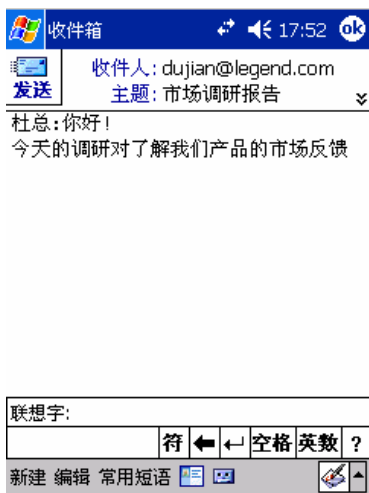 收件箱 17:52 ok
发送 收件人: dujian@legend.com
主题: 市场调研报告
杜总:你好!
今天的调研对了解我们产品的市场反馈
联想字:
符 空格 英数 ?
新建 编辑 常用短语